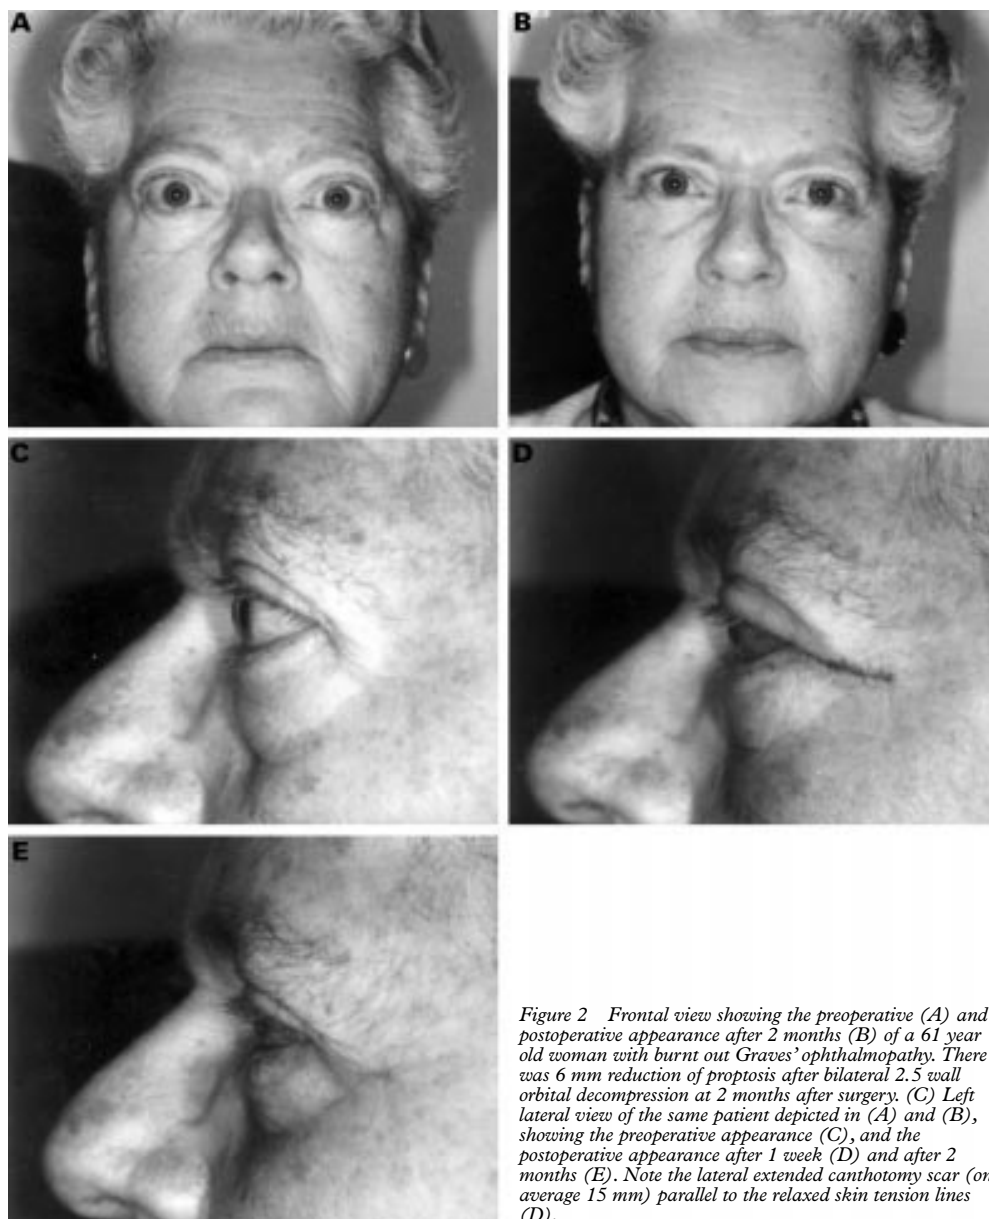 A
B
C
D
E
Figure 2 Frontal view showing the preoperative (A) and
postoperative appearance after 2 months (B) of a 61 year
old woman with burnt out Graves' ophthalmopathy. There
was 6 mm reduction of proptosis after bilateral 2.5 wall
orbital decompression at 2 months after surgery. (C) Left
lateral view of the same patient depicted in (A) and (B),
showing the preoperative appearance (C), and the
postoperative appearance after 1 week (D) and after 2
months (E). Note the lateral extended canthotomy scar (on
average 15 mm) parallel to the relaxed skin tension lines
(D).